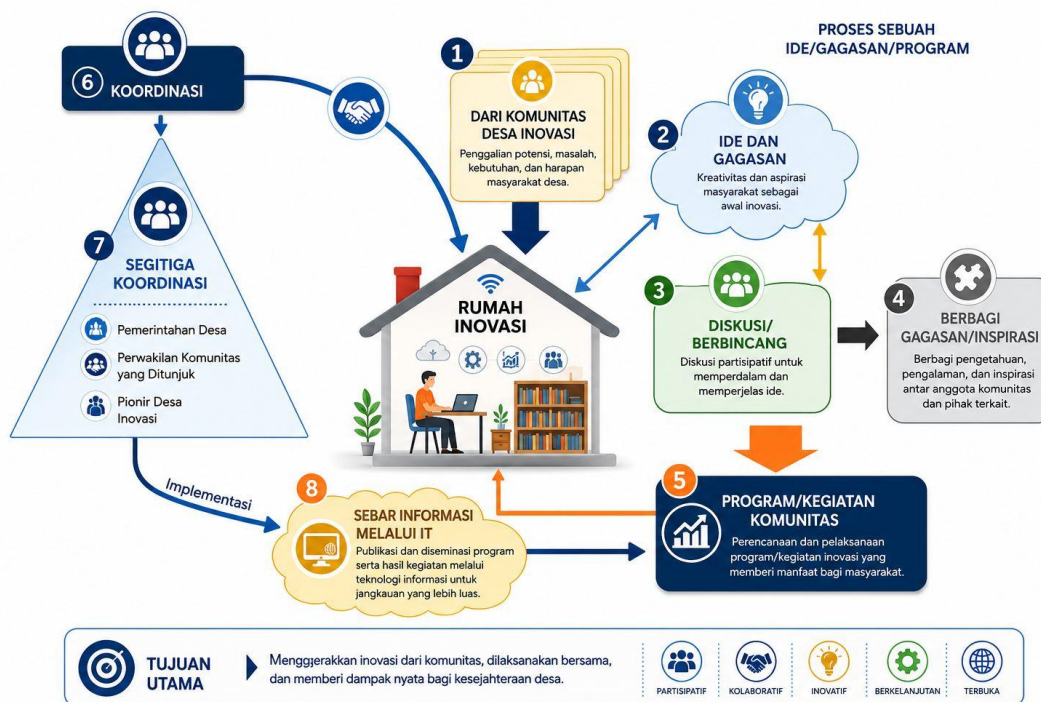 PROSES SEBUAH
IDE/GAGASAN/PROGRAM
6
KOORDINASI
1
DARI KOMUNITAS
DESA INOVASI
Penggalian potensi, masalah,
kebutuhan, dan harapan
masyarakat desa.
2
IDE DAN
GAGASAN
Kreativitas dan aspirasi
masyarakat sebagai
awal inovasi.
7
SEGITIGA
KOORDINASI
Pemerintahan Desa
Perwakilan Komunitas
yang Ditunjuk
Pionir Desa
Inovasi
RUMAH
INOVASI
3
DISKUSI/
BERBINCANG
Diskusi partisipatif untuk
memperdalam dan
memperjelas ide.
4
BERBAGI
GAGASAN/INSPIRASI
Berbagi pengetahuan,
pengalaman, dan inspirasi
antar anggota komunitas
dan pihak terkait.
Implementasi
8
SEBAR INFORMASI
MELALUI IT
Publikasi dan diseminasi program
serta hasil kegiatan melalui
teknologi informasi untuk
jangkauan yang lebih luas.
5
PROGRAM/KEGIATAN
KOMUNITAS
Perencanaan dan pelaksanaan
program/kegiatan inovasi yang
memberi manfaat bagi masyarakat.
TUJUAN
UTAMA
Menggerakkan inovasi dari komunitas, dilaksanakan bersama,
dan memberi dampak nyata bagi kesejahteraan desa.
PARTISIPATIF
KOLABORATIF
INOVATIF
BERKELANJUTAN
TERBUKA